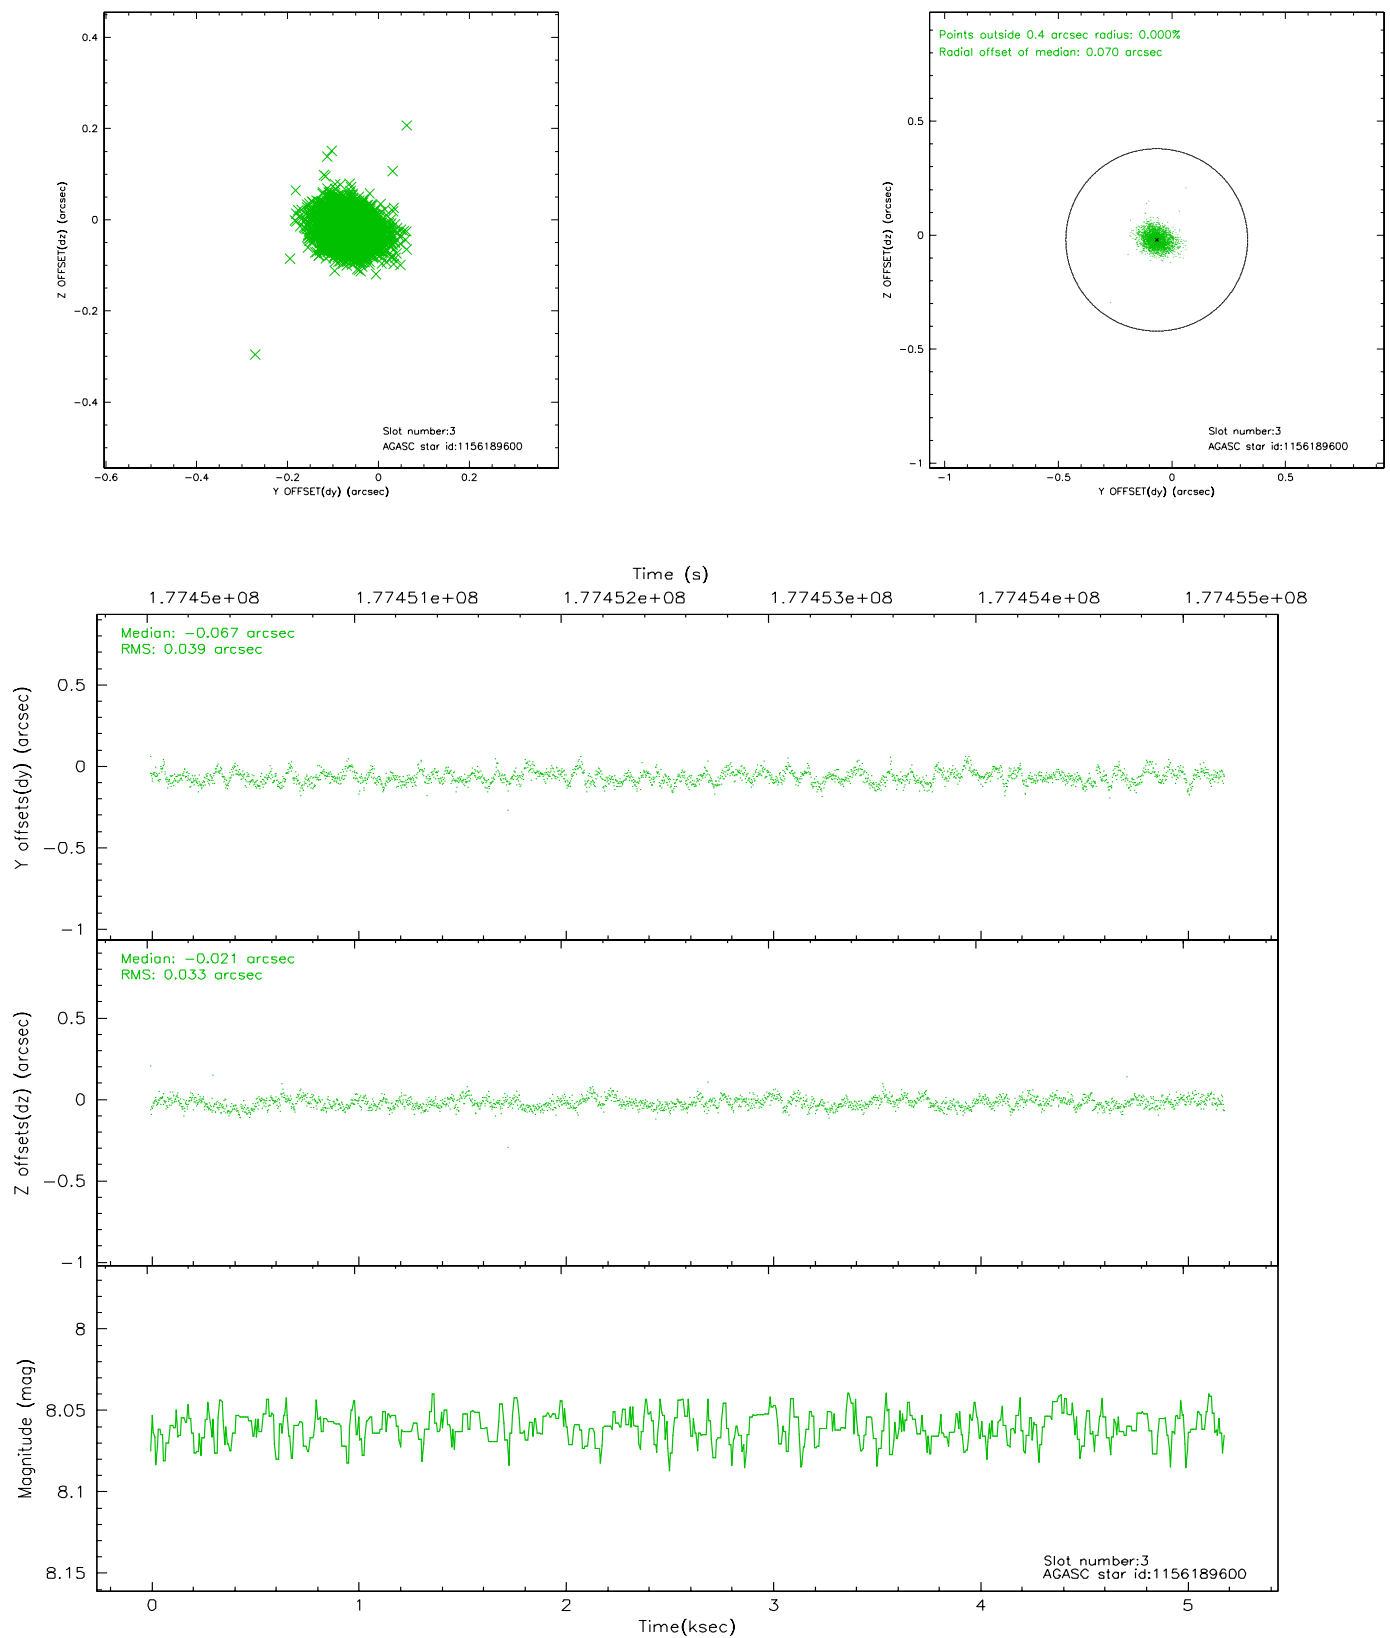 0.4
0.2
0
−0.2
−0.4
Z OFFSET(dz) (arcsec)
Slot number:3
AGASC star id:1156189600
−0.6
−0.4
−0.2
0
0.2
Y OFFSET(dy) (arcsec)
Points outside 0.4 arcsec radius: 0.000%
Radial offset of median: 0.070 arcsec
0.5
0
−0.5
−1
Z OFFSET(dz) (arcsec)
Slot number:3
AGASC star id:1156189600
−1
−0.5
0
0.5
Y OFFSET(dy) (arcsec)
Time (s)
1.7745e+08
1.77451e+08
1.77452e+08
1.77453e+08
1.77454e+08
1.77455e+08
Median: −0.067 arcsec
RMS: 0.039 arcsec
0.5
0
−0.5
−1
Y offsets(dy) (arcsec)
Median: −0.021 arcsec
RMS: 0.033 arcsec
0.5
0
−0.5
−1
Z offsets(dz) (arcsec)
8
8.05
8.1
8.15
Magnitude (mag)
Slot number:3
AGASC star id:1156189600
0
1
2
3
4
5
Time(ksec)